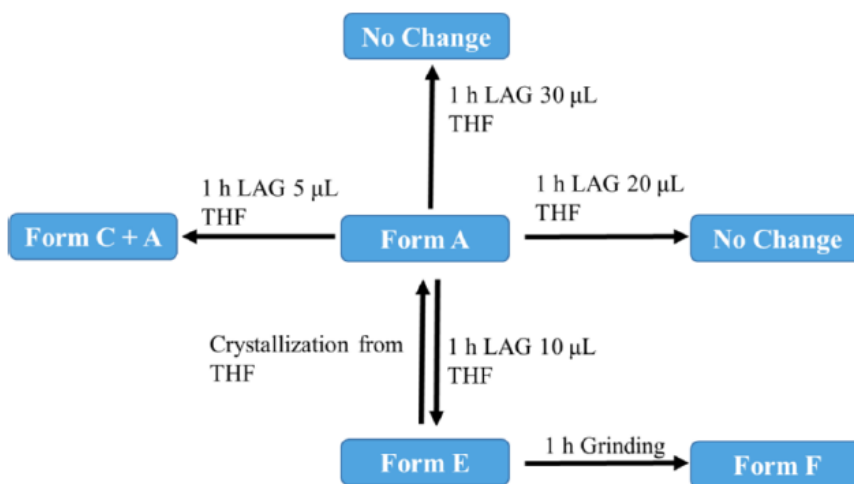 No Change
1 h LAG 30 μL
THF
1 h LAG 5 μL
THF
1 h LAG 20 μL
THF
Form C + A
Form A
No Change
Crystallization from
THF
1 h LAG 10 μL
THF
Form E
1 h Grinding
Form F